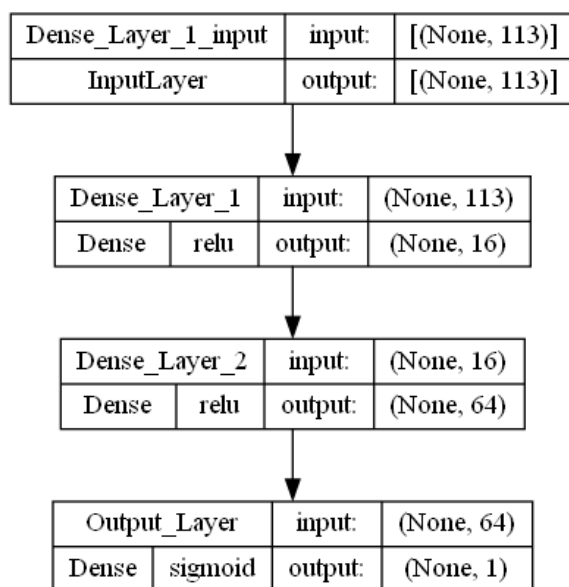 Dense_Layer_1_input input: [(None, 113)]
InputLayer output: [(None, 113)]
Dense_Layer_1 input: (None, 113)
Dense relu output: (None, 16)
Dense_Layer_2 input: (None, 16)
Dense relu output: (None, 64)
Output_Layer input: (None, 64)
Dense sigmoid output: (None, 1)